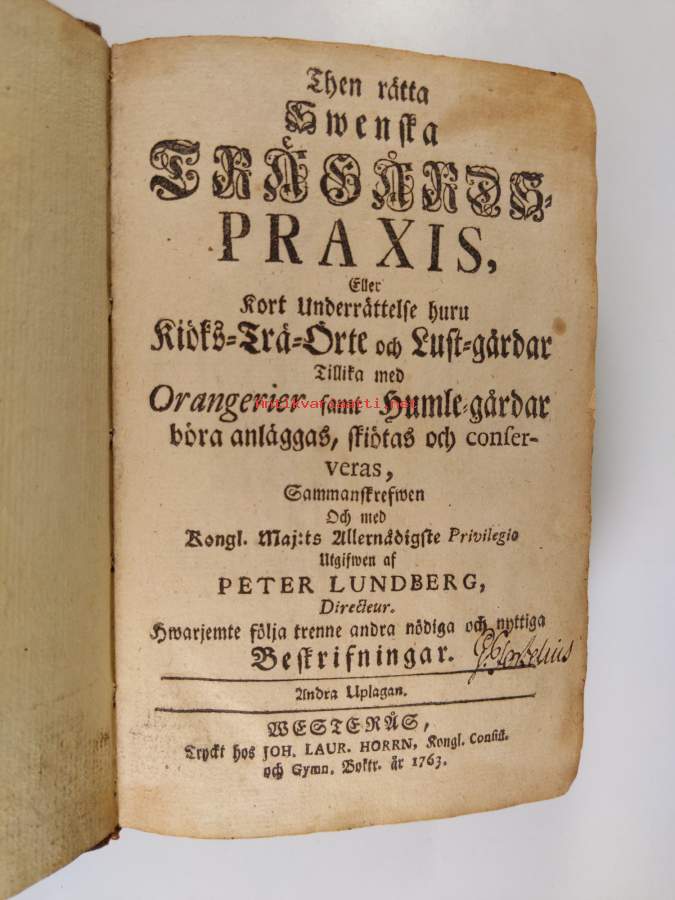 Then rätta
Swenska
TRÄGÅRDS-
PRAXIS,
Eller
Kort Underrättelse huru
Kiöks-Trä-Örte och Lust-gårdar
Tillika med
Orangerier samt Humle-gårdar
böra anläggas, skiötas och conser-
veras,
Sammanskrefwen
Och med
Kongl. Maj:ts Allernådigste Privilegio
Utgifwen af
PETER LUNDBERG,
Directeur.
Hwarjemte följa trenne andra nödiga och nyttiga
Beskrifningar.
Andra Uplagan.
WESTERÅS,
Tryckt hos JOH. LAUR. HORRN, Kongl. Consist.
och Gymn. Boktr. år 1763.